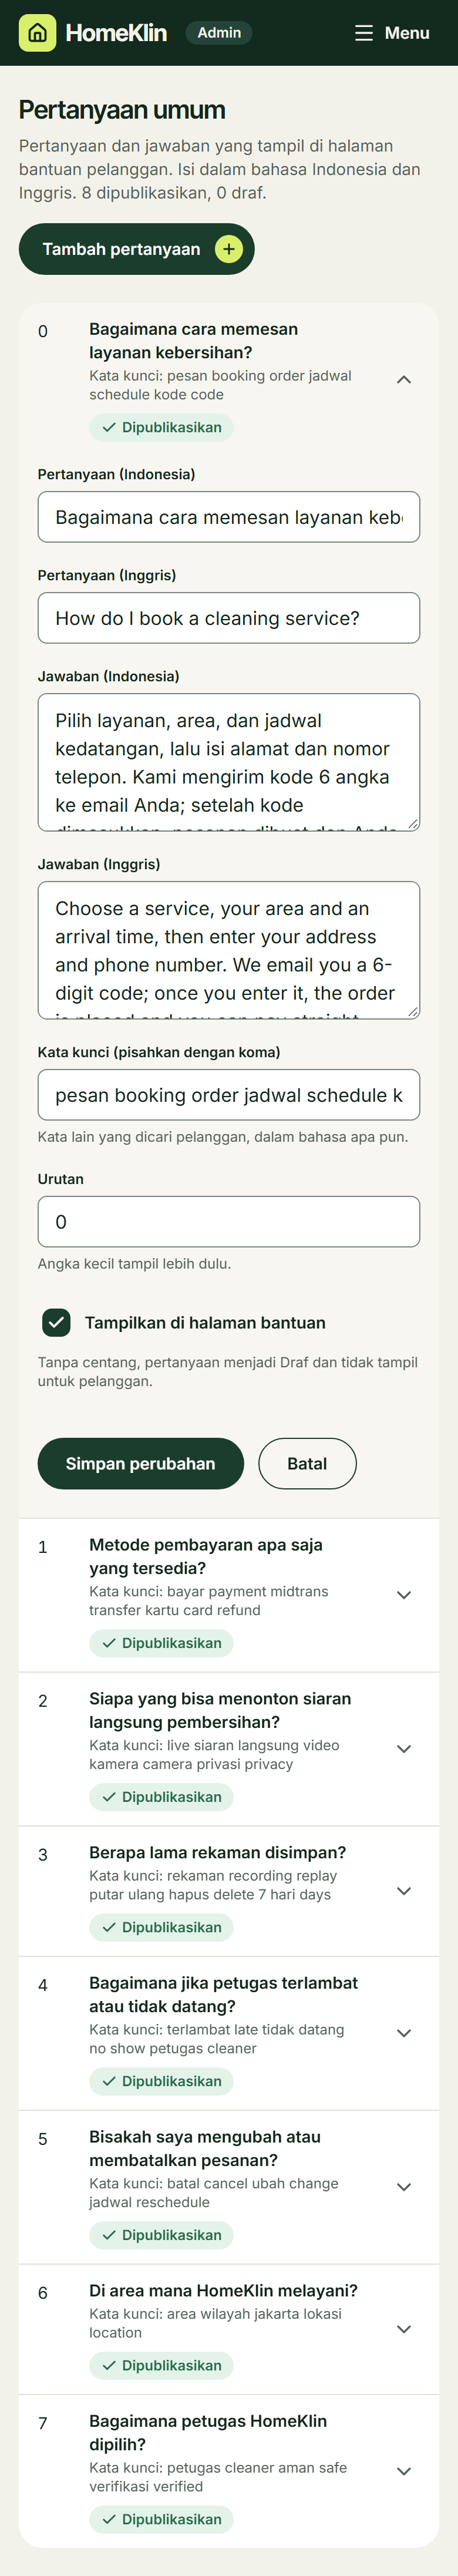 HomeKlin
Admin
Menu
Pertanyaan umum
Pertanyaan dan jawaban yang tampil di halaman
bantuan pelanggan. Isi dalam bahasa Indonesia dan
Inggris. 8 dipublikasikan, 0 draf.
Tambah pertanyaan
0
Bagaimana cara memesan
layanan kebersihan?
Kata kunci: pesan booking order jadwal
schedule kode code
Dipublikasikan
Pertanyaan (Indonesia)
Bagaimana cara memesan layanan keb
Pertanyaan (Inggris)
How do I book a cleaning service?
Jawaban (Indonesia)
Pilih layanan, area, dan jadwal
kedatangan, lalu isi alamat dan nomor
telepon. Kami mengirim kode 6 angka
ke email Anda; setelah kode
Jawaban (Inggris)
Choose a service, your area and an
arrival time, then enter your address
and phone number. We email you a 6-
digit code; once you enter it, the order
Kata kunci (pisahkan dengan koma)
pesan booking order jadwal schedule k
Kata lain yang dicari pelanggan, dalam bahasa apa pun.
Urutan
0
Angka kecil tampil lebih dulu.
Tampilkan di halaman bantuan
Tanpa centang, pertanyaan menjadi Draf dan tidak tampil
untuk pelanggan.
Simpan perubahan
Batal
1
Metode pembayaran apa saja
yang tersedia?
Kata kunci: bayar payment midtrans
transfer kartu card refund
Dipublikasikan
2
Siapa yang bisa menonton siaran
langsung pembersihan?
Kata kunci: live siaran langsung video
kamera camera privasi privacy
Dipublikasikan
3
Berapa lama rekaman disimpan?
Kata kunci: rekaman recording replay
putar ulang hapus delete 7 hari days
Dipublikasikan
4
Bagaimana jika petugas terlambat
atau tidak datang?
Kata kunci: terlambat late tidak datang
no show petugas cleaner
Dipublikasikan
5
Bisakah saya mengubah atau
membatalkan pesanan?
Kata kunci: batal cancel ubah change
jadwal reschedule
Dipublikasikan
6
Di area mana HomeKlin melayani?
Kata kunci: area wilayah jakarta lokasi
location
Dipublikasikan
7
Bagaimana petugas HomeKlin
dipilih?
Kata kunci: petugas cleaner aman safe
verifikasi verified
Dipublikasikan